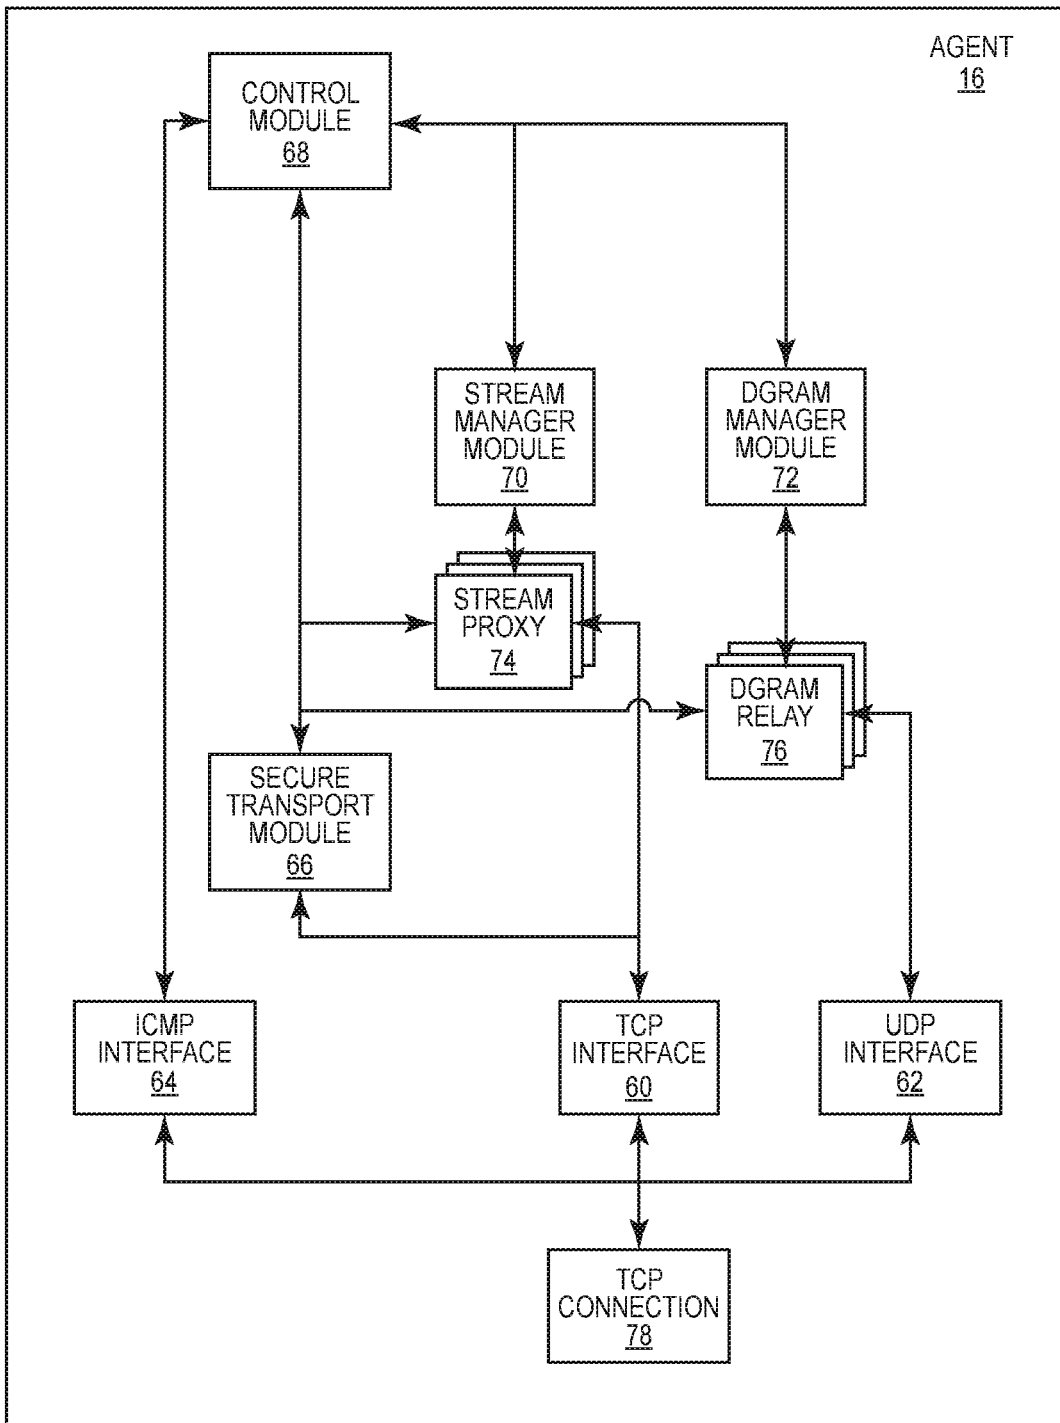 AGENT
16
CONTROL
MODULE
68
STREAM
MANAGER
MODULE
70
DGRAM
MANAGER
MODULE
72
STREAM
PROXY
74
DGRAM
RELAY
76
SECURE
TRANSPORT
MODULE
66
ICMP
INTERFACE
64
TCP
INTERFACE
60
UDP
INTERFACE
62
TCP
CONNECTION
78